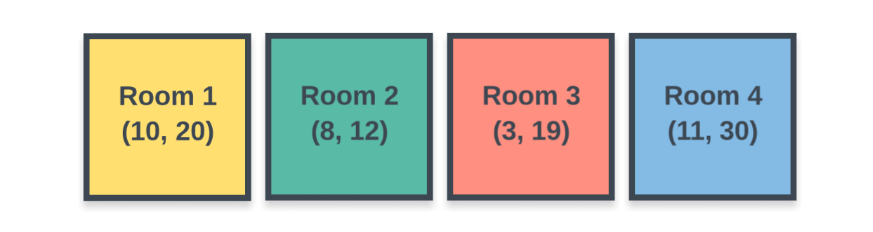 Room 1
(10, 20)
Room 2
(8, 12)
Room 3
(3, 19)
Room 4
(11, 30)